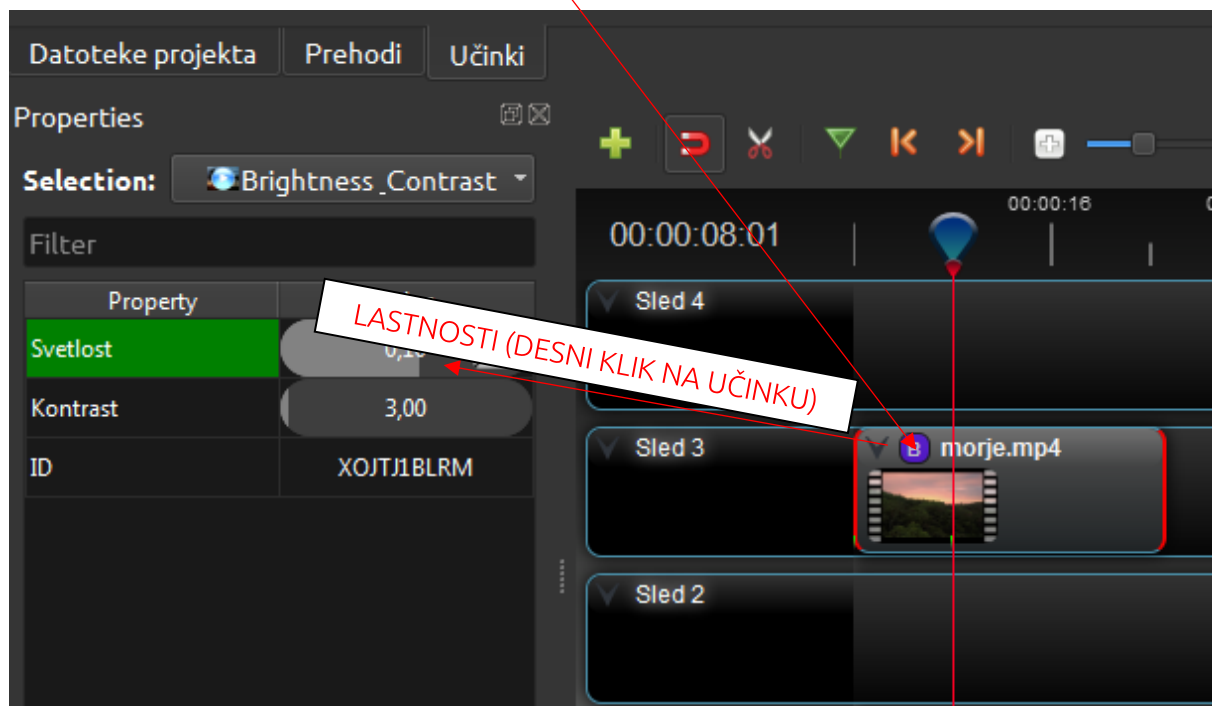 Datoteke projekta Prehodi Učinki
Properties
Selection: Brightness_Contrast
Filter
Property
Svetlost
Kontrast 3,00
ID XOJTJ1BLRM
LASTNOSTI (DESNI KLIK NA UČINKU)
00:00:08:01
00:00:16
Sled 4
Sled 3
B morje.mp4
Sled 2